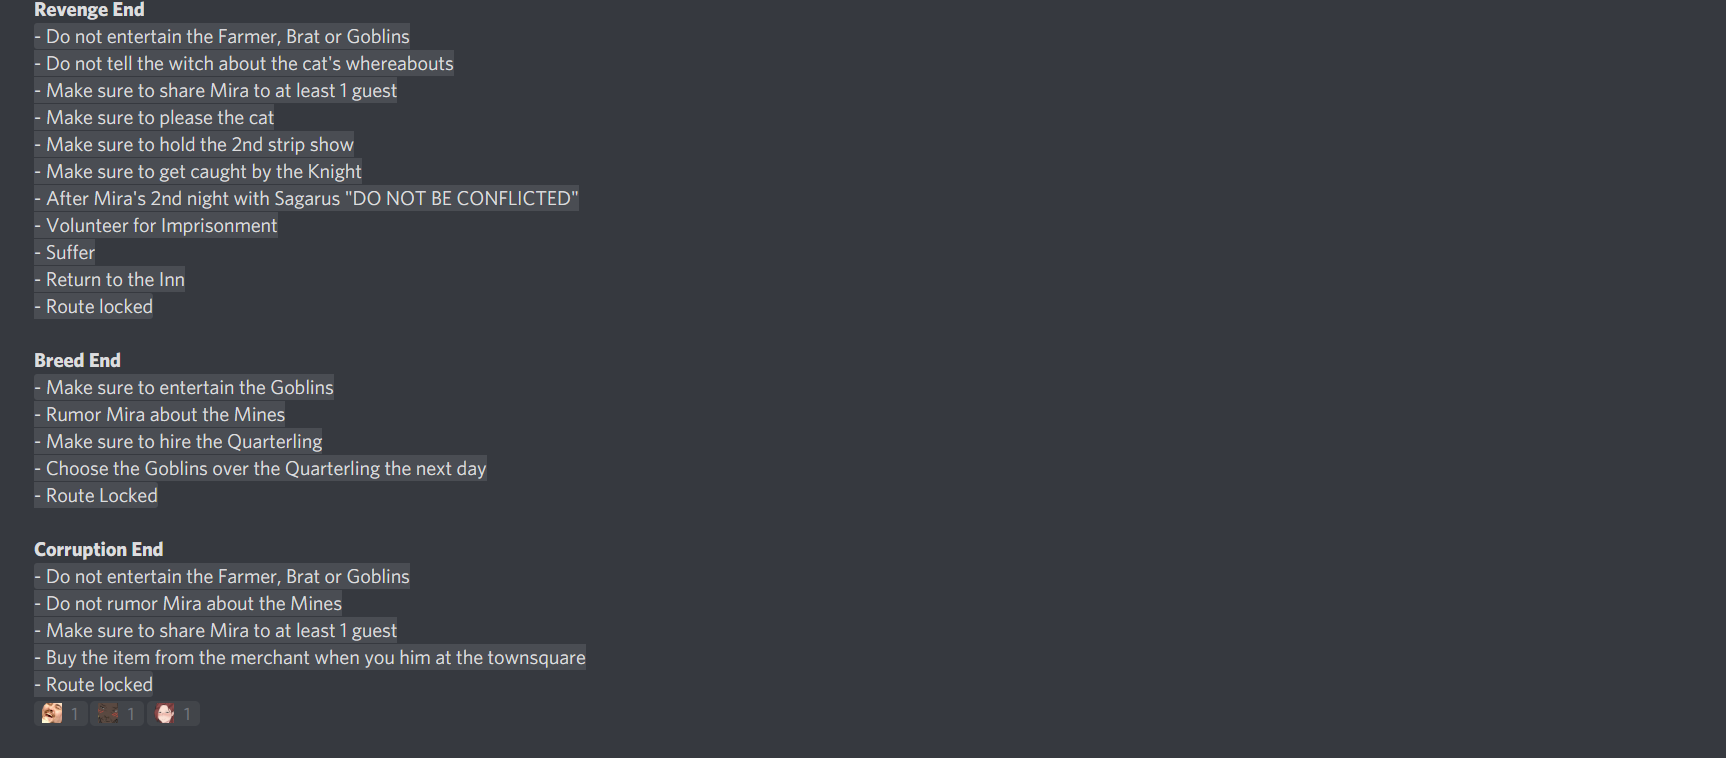 Revenge End
- Do not entertain the Farmer, Brat or Goblins
- Do not tell the witch about the cat's whereabouts
- Make sure to share Mira to at least 1 guest
- Make sure to please the cat
- Make sure to hold the 2nd strip show
- Make sure to get caught by the Knight
- After Mira's 2nd night with Sagarus "DO NOT BE CONFLICTED"
- Volunteer for Imprisonment
- Suffer
- Return to the Inn
- Route locked
Breed End
- Make sure to entertain the Goblins
- Rumor Mira about the Mines
- Make sure to hire the Quarterling
- Choose the Goblins over the Quarterling the next day
- Route Locked
Corruption End
- Do not entertain the Farmer, Brat or Goblins
- Do not rumor Mira about the Mines
- Make sure to share Mira to at least 1 guest
- Buy the item from the merchant when you him at the townsquare
- Route locked
1 1 1